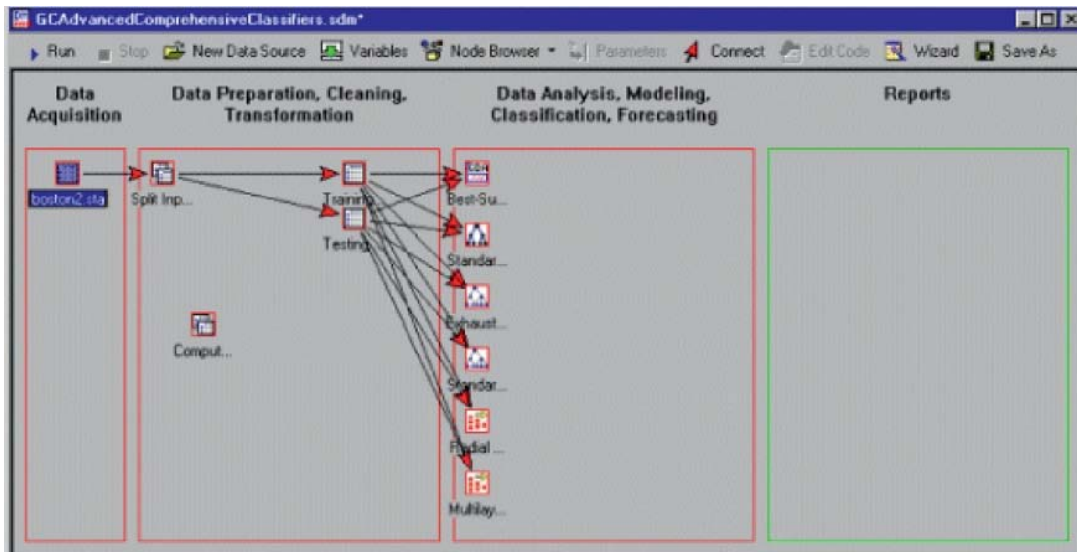 GCAdvancedComprehensiveClassifiers.sdm*
Run Stop New Data Source Variables Node Browser Parameters Connect Edit Code Wizard Save As
Data Acquisition
Data Preparation, Cleaning, Transformation
Data Analysis, Modeling, Classification, Forecasting
Reports
boston2.sta
Split Inp...
Training
Best-Su...
Testing
Standar...
Exhaust...
Comput...
Standar...
Radial ...
Multilay...